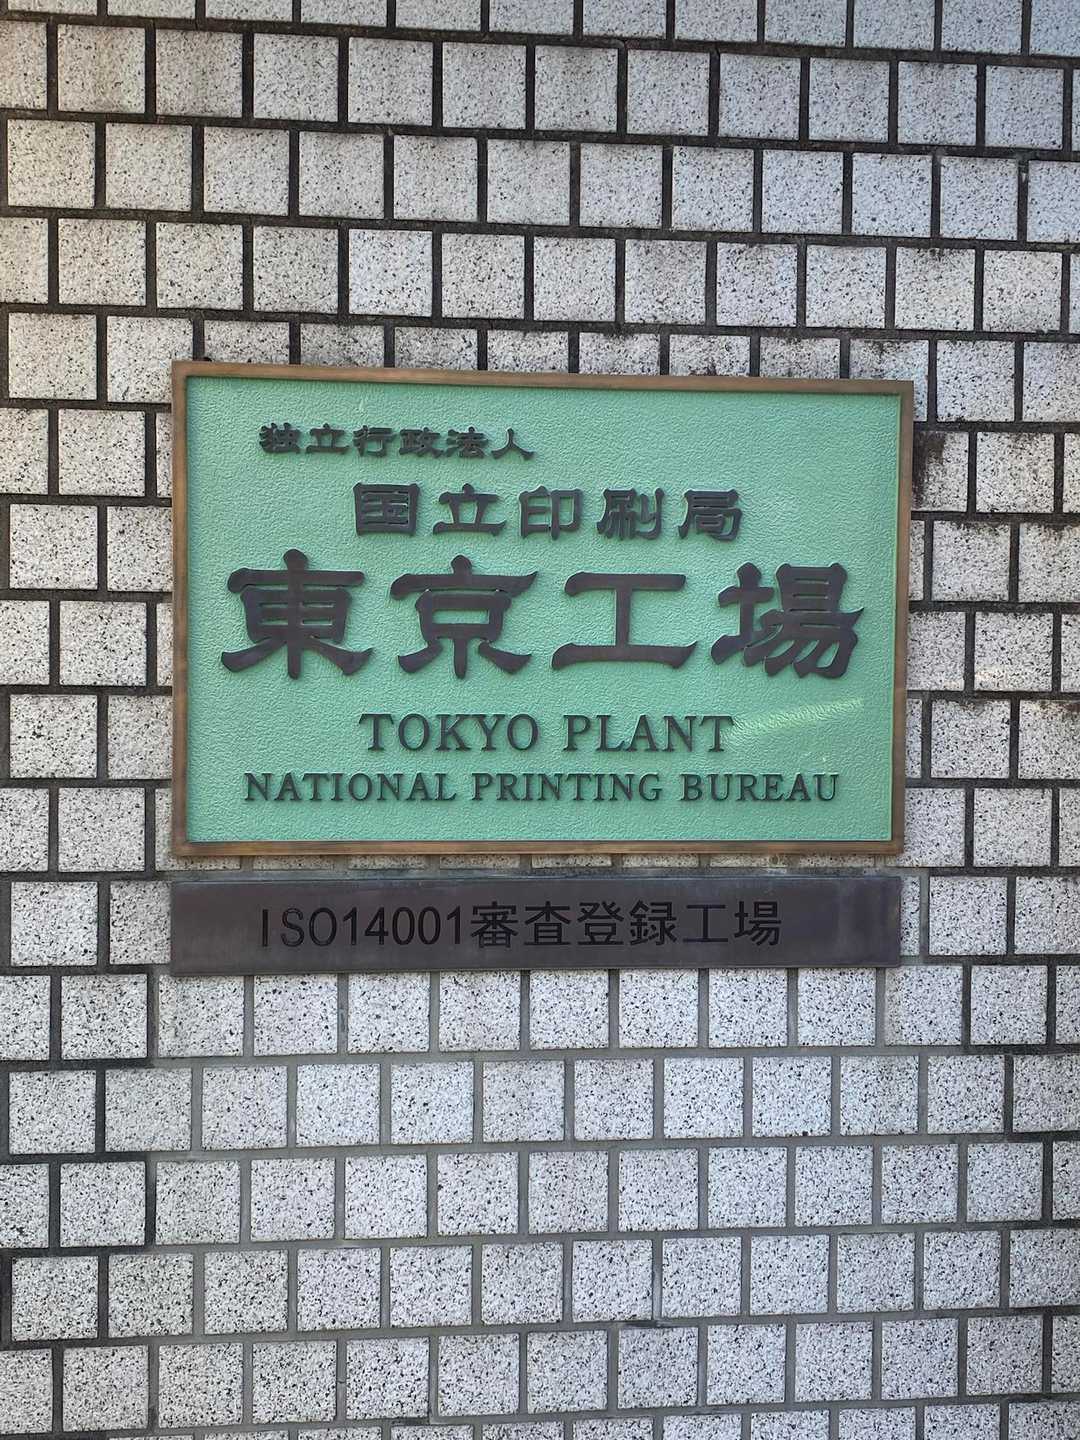 独立行政法人
国立印刷局
東京工場
TOKYO PLANT
NATIONAL PRINTING BUREAU
ISO14001審査登録工場